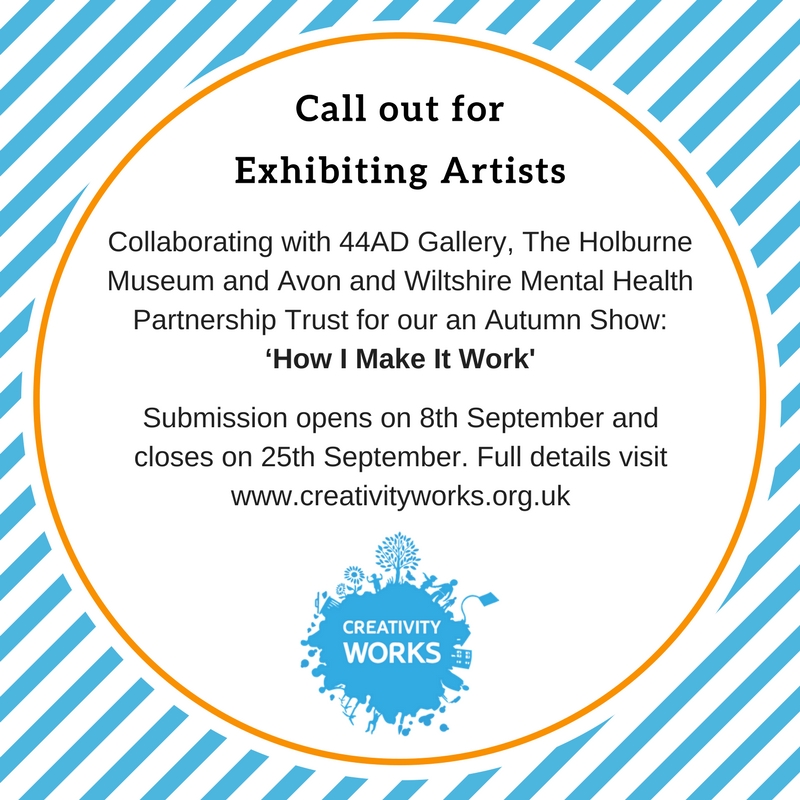 Call out for
Exhibiting Artists
Collaborating with 44AD Gallery, The Holburne
Museum and Avon and Wiltshire Mental Health
Partnership Trust for our an Autumn Show:
‘How I Make It Work'
Submission opens on 8th September and
closes on 25th September. Full details visit
www.creativityworks.org.uk
CREATIVITY
WORKS